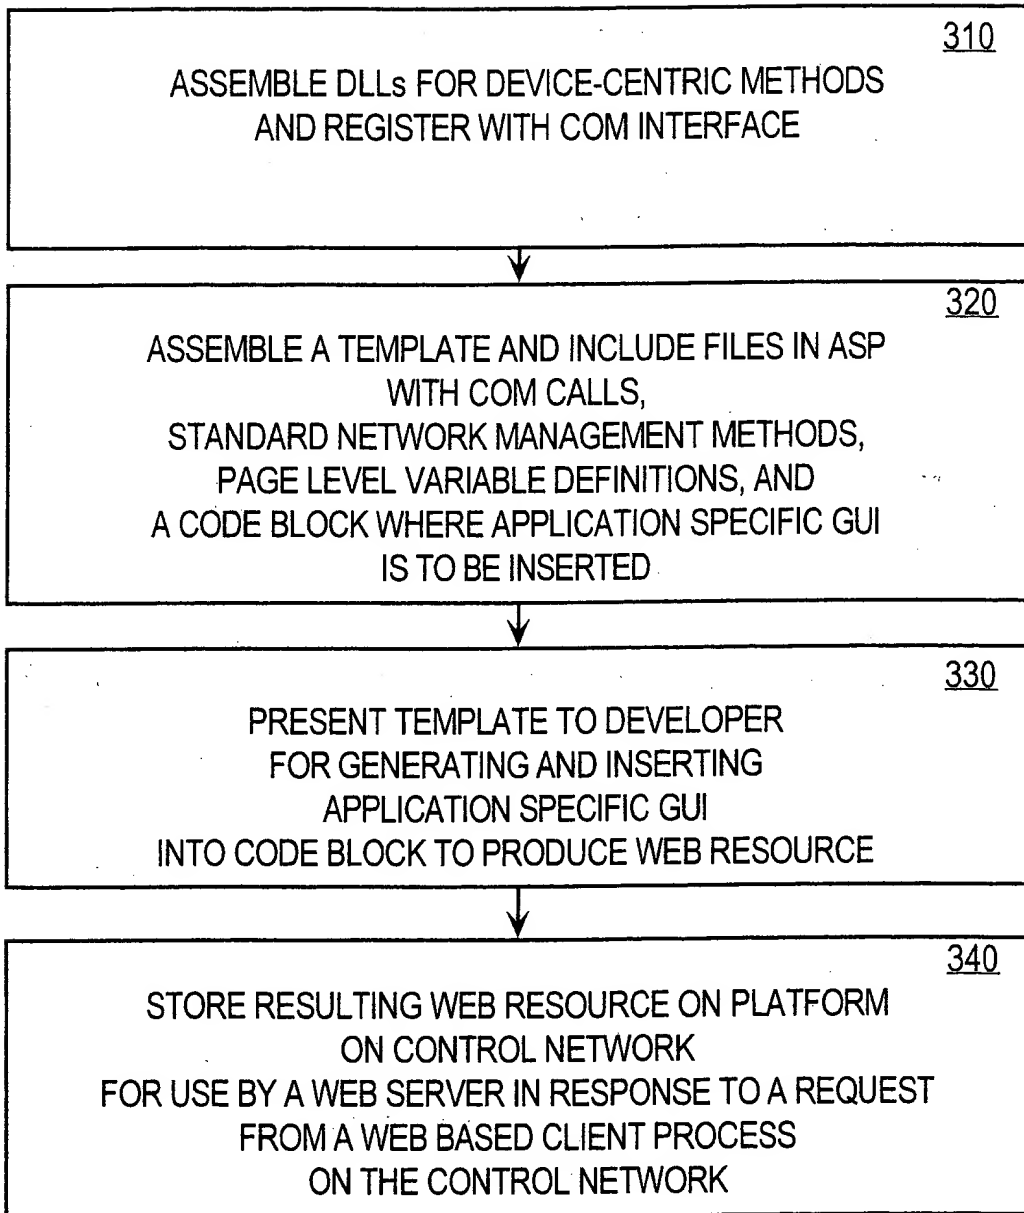 310
ASSEMBLE DLLs FOR DEVICE-CENTRIC METHODS
AND REGISTER WITH COM INTERFACE
320
ASSEMBLE A TEMPLATE AND INCLUDE FILES IN ASP
WITH COM CALLS,
STANDARD NETWORK MANAGEMENT METHODS,
PAGE LEVEL VARIABLE DEFINITIONS, AND
A CODE BLOCK WHERE APPLICATION SPECIFIC GUI
IS TO BE INSERTED
330
PRESENT TEMPLATE TO DEVELOPER
FOR GENERATING AND INSERTING
APPLICATION SPECIFIC GUI
INTO CODE BLOCK TO PRODUCE WEB RESOURCE
340
STORE RESULTING WEB RESOURCE ON PLATFORM
ON CONTROL NETWORK
FOR USE BY A WEB SERVER IN RESPONSE TO A REQUEST
FROM A WEB BASED CLIENT PROCESS
ON THE CONTROL NETWORK